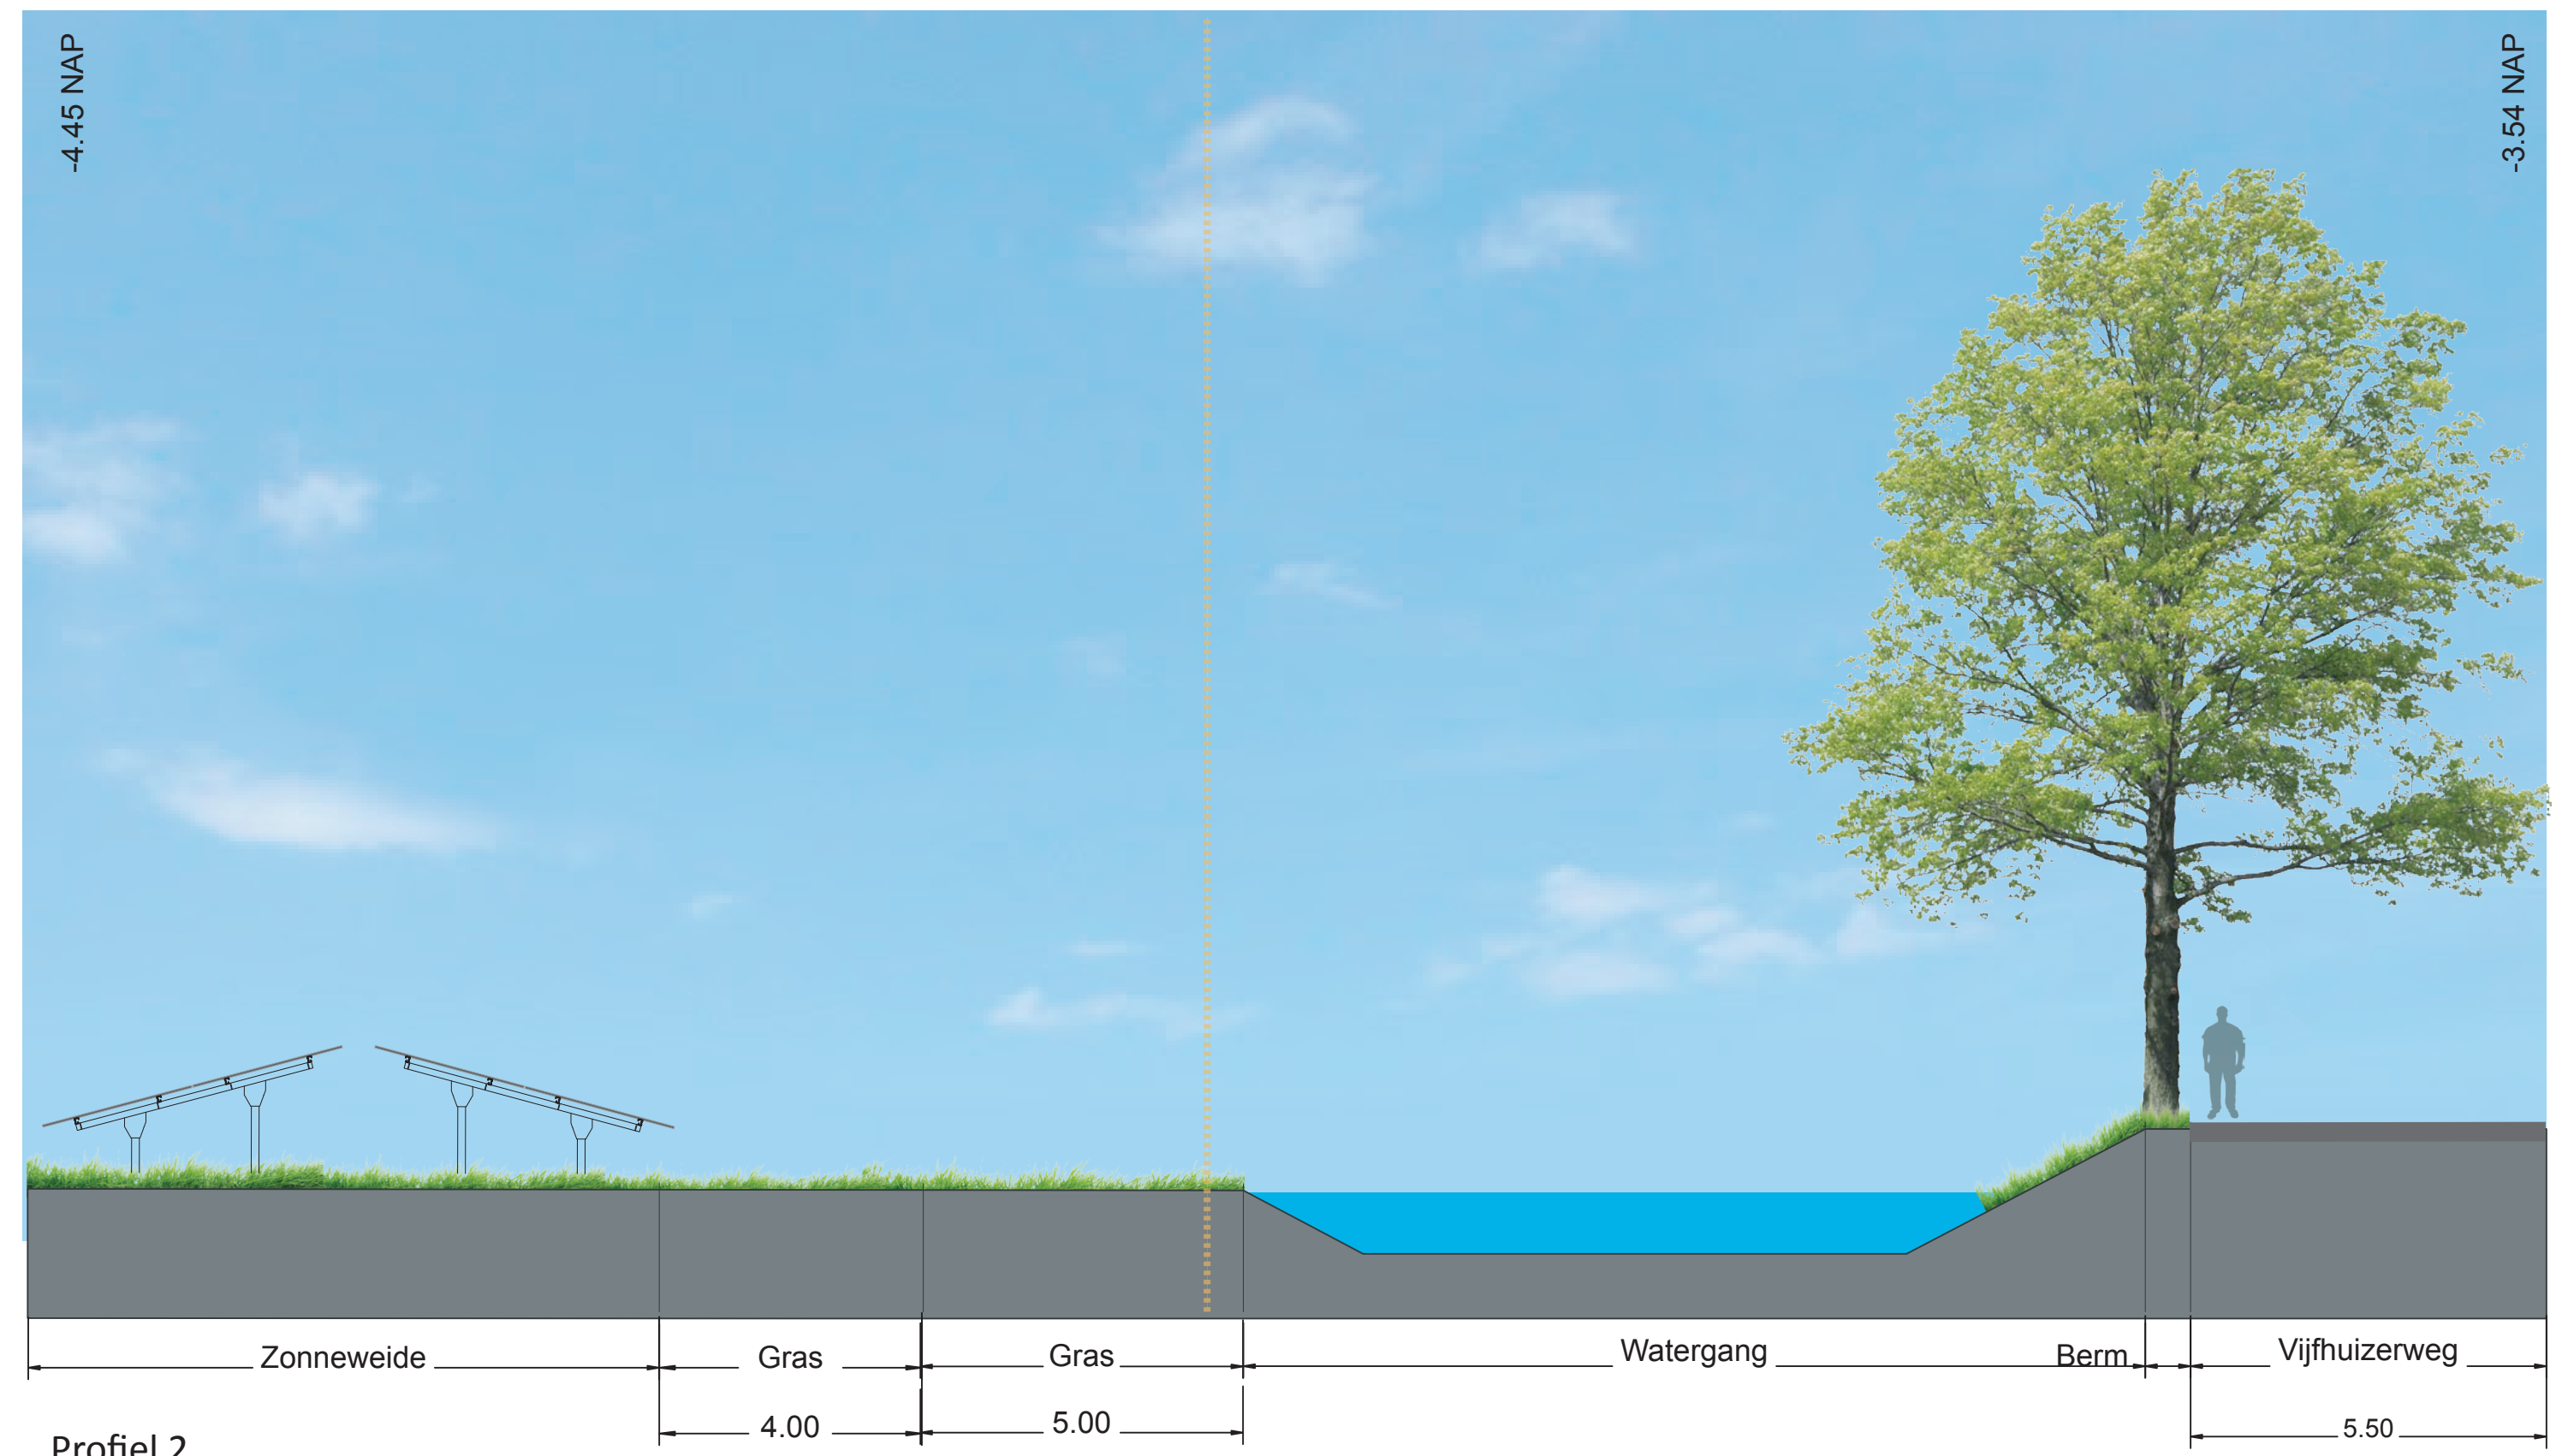 -4.45 NAP
-3.54 NAP
Zonneweide
Gras
Gras
Watergang
Berm
Vijfhuizerweg
4.00
5.00
5.50
Profiel 2